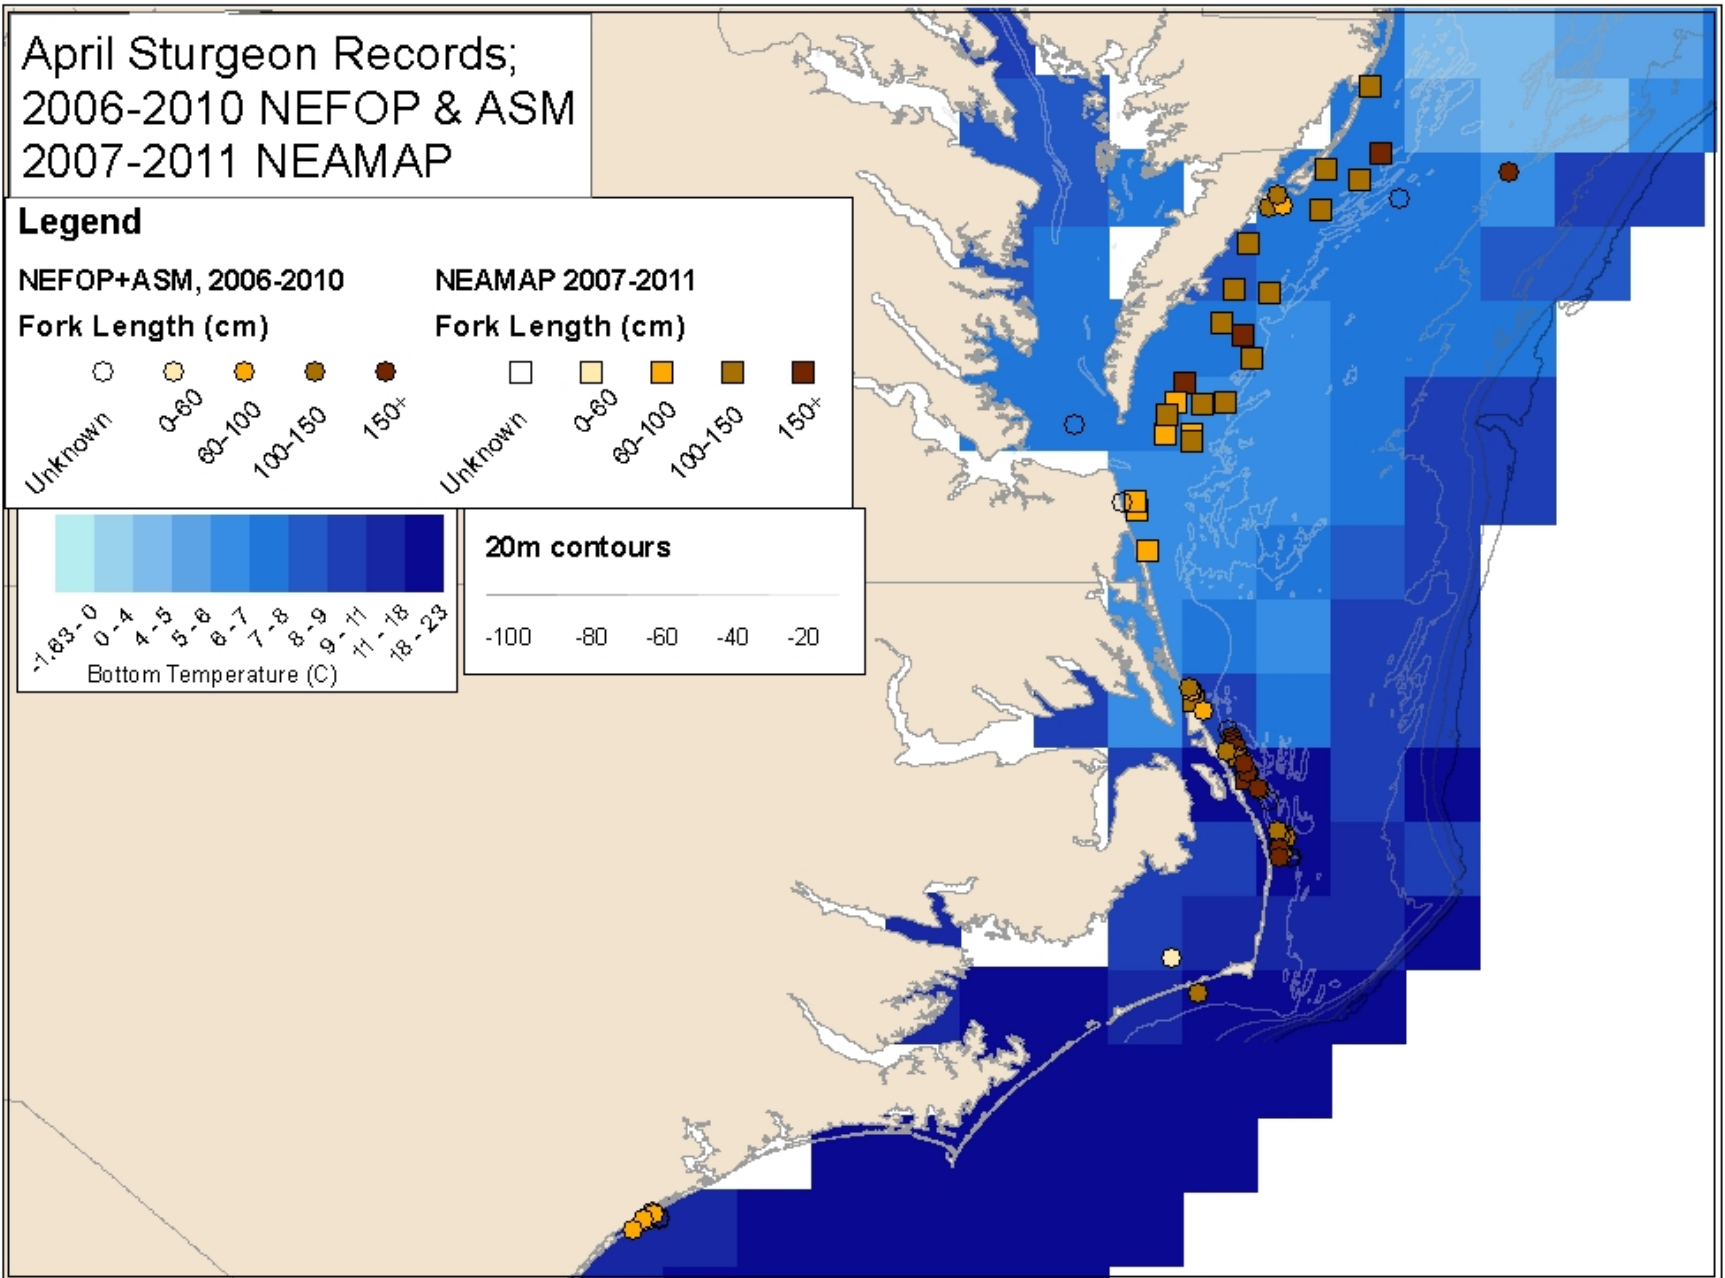 April Sturgeon Records;
2006-2010 NEFOP & ASM
2007-2011 NEAMAP
Legend
NEFOP+ASM, 2006-2010
Fork Length (cm)
Unknown
0-60
60-100
100-150
150+
NEAMAP 2007-2011
Fork Length (cm)
Unknown
0-60
60-100
100-150
150+
-1.63 - 0
0 - 4
4 - 5
5 - 6
6 - 7
7 - 8
8 - 9
9 - 11
11 - 18
18 - 23
Bottom Temperature (C)
20m contours
-100 -80 -60 -40 -20